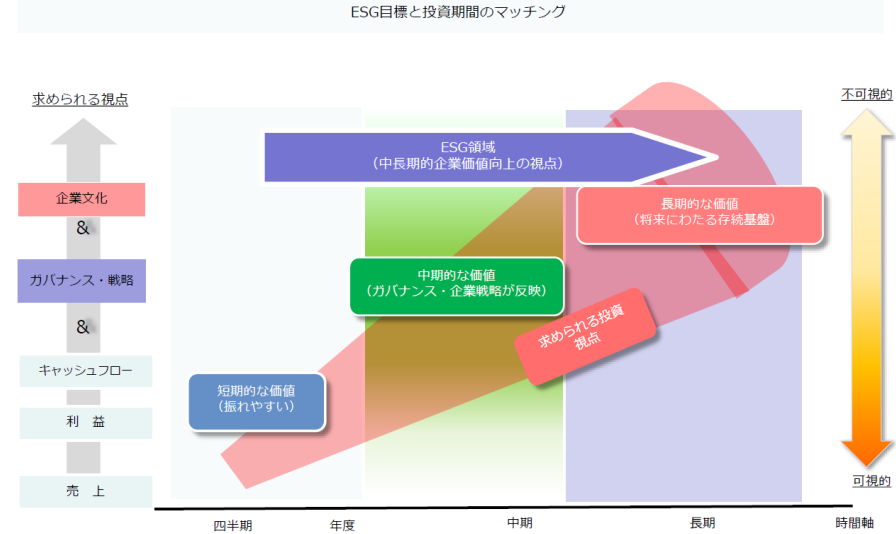 ESG目標と投資期間のマッチング
求められる視点
不可視的
ESG領域
（中長期的企業価値向上の視点）
企業文化
&
長期的な価値
（将来にわたる存続基盤）
ガバナンス・戦略
中期的な価値
（ガバナンス・企業戦略が反映）
&
求められる投資
視点
キャッシュフロー
短期的な価値
（振れやすい）
利　益
売　上
可視的
四半期
年度
中期
長期
時間軸